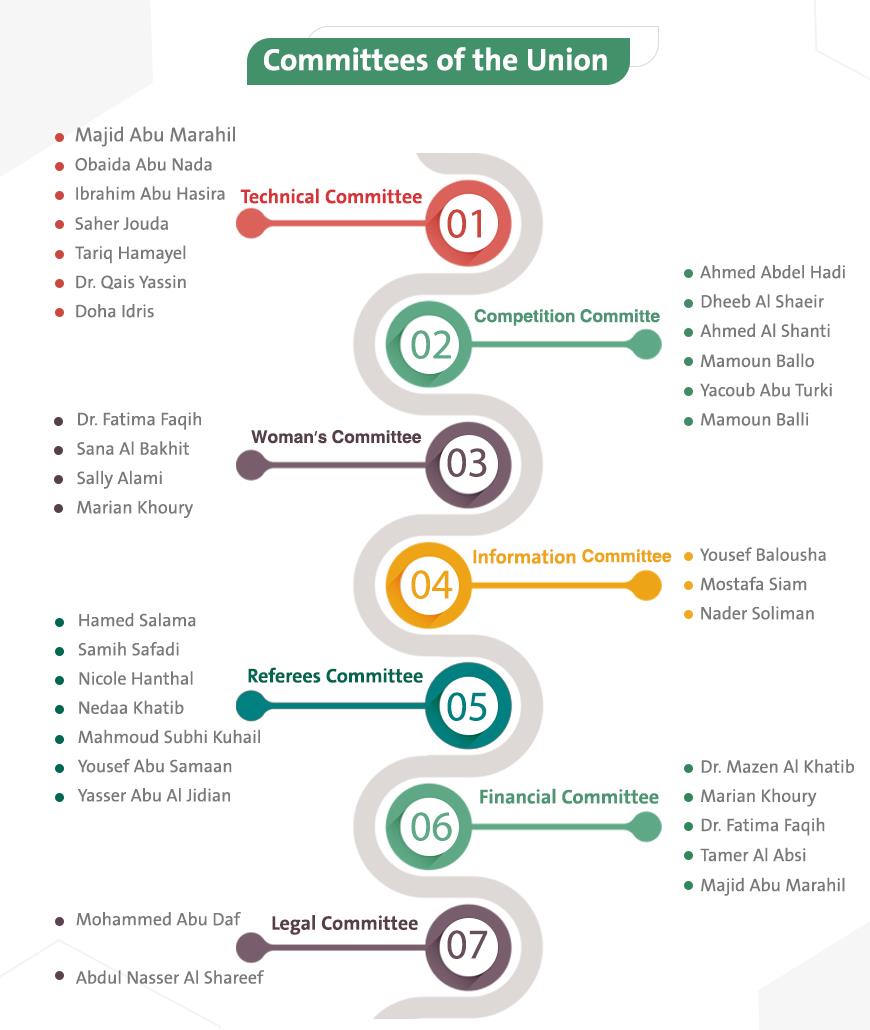 Committees of the Union
Majid Abu Marahil
Obaida Abu Nada
Ibrahim Abu Hasira
Saher Jouda
Tariq Hamayel
Dr. Qais Yassin
Doha Idris
Technical Committee
01
Competition Committe
02
Ahmed Abdel Hadi
Dheeb Al Shaeir
Ahmed Al Shanti
Mamoun Ballo
Yacoub Abu Turki
Mamoun Balli
Dr. Fatima Faqih
Sana Al Bakhit
Sally Alami
Marian Khoury
Woman's Committee
03
Information Committee
04
Yousef Balousha
Mostafa Siam
Nader Soliman
Hamed Salama
Samih Safadi
Nicole Hanthal
Nedaa Khatib
Mahmoud Subhi Kuhail
Yousef Abu Samaan
Yasser Abu Al Jidian
Referees Committee
05
Financial Committee
06
Dr. Mazen Al Khatib
Marian Khoury
Dr. Fatima Faqih
Tamer Al Absi
Majid Abu Marahil
Mohammed Abu Daf
Abdul Nasser Al Shareef
Legal Committee
07